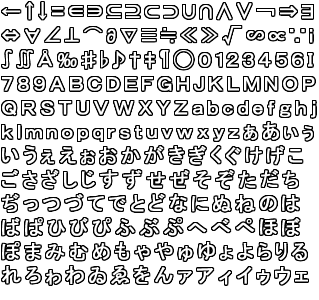 ←↑↓〓∈∋⊆⊇⊂⊃∪∩∧∨¬⇒∃
⇔∀∠⊥⌒∂∇≡≒≪≫√∽∝∵
∫∬Å‰♯♭♪†‡¶◯0123456
789ABCDEFGHIJKLMNOP
QRSTUVWXYZabcdefghij
klmnopqrstuvwxyzぁあぃ
いぅうぇえぉおかがきぎくぐけげこ
ごさざしじすずせぜそぞただち
ぢっつづてでとどなにぬねのは
ばぱひびぴふぶぷへべぺほぼ
ぽまみむめもゃやゅゆょよらりる
れろゎわゐゑをんァアィイゥウェ